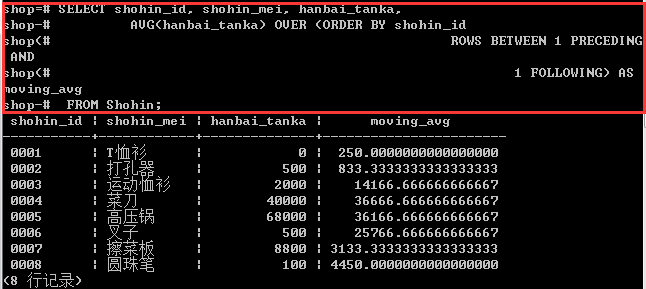 shop=# SELECT shohin_id, shohin_mei, hanbai_tanka,
shop-#        AVG(hanbai_tanka) OVER (ORDER BY shohin_id
shop(#                                 ROWS BETWEEN 1 PRECEDING
 AND
shop(#                                         1 FOLLOWING) AS
moving_avg
shop-#  FROM Shohin;
 shohin_id | shohin_mei | hanbai_tanka |      moving_avg
-----------+------------+--------------+-----------------------
 0001      | T恤衫      |            0 |  250.0000000000000000
 0002      | 打孔器     |          500 |  833.3333333333333333
 0003      | 运动恤衫   |         2000 |    14166.666666666667
 0004      | 菜刀       |        40000 |    36666.666666666667
 0005      | 高压锅     |        68000 |    36166.666666666667
 0006      | 叉子       |          500 |    25766.666666666667
 0007      | 擦菜板     |         8800 | 3133.3333333333333333
 0008      | 圆珠笔     |          100 | 4450.0000000000000000
(8 行记录)